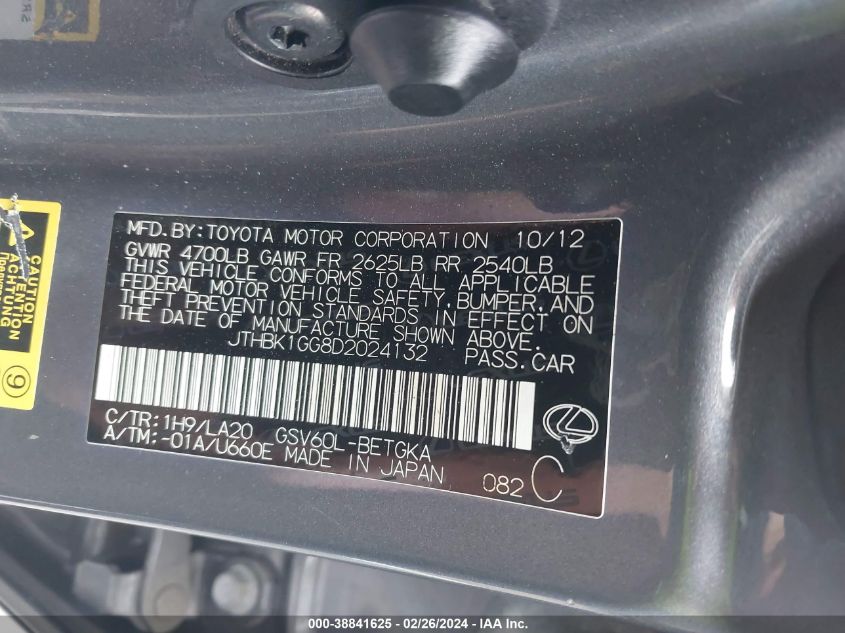 MFD. BY: TOYOTA MOTOR CORPORATION 10/12
GVWR 4700LB GAWR FR 2625LB RR 2540LB
THIS VEHICLE CONFORMS TO ALL APPLICABLE
FEDERAL MOTOR VEHICLE SAFETY, BUMPER, AND
THEFT PREVENTION STANDARDS IN EFFECT ON
THE DATE OF MANUFACTURE SHOWN ABOVE.
JTHBK1GG8D2024132 PASS. CAR
C/TR: 1H9/LA20 GSV60L-BETGKA
A/TM: -01A/U660E MADE IN JAPAN
082 C
CAUTION
ATTENTION
ACHTUNG
9
000-38841625 - 02/26/2024 - IAA Inc.